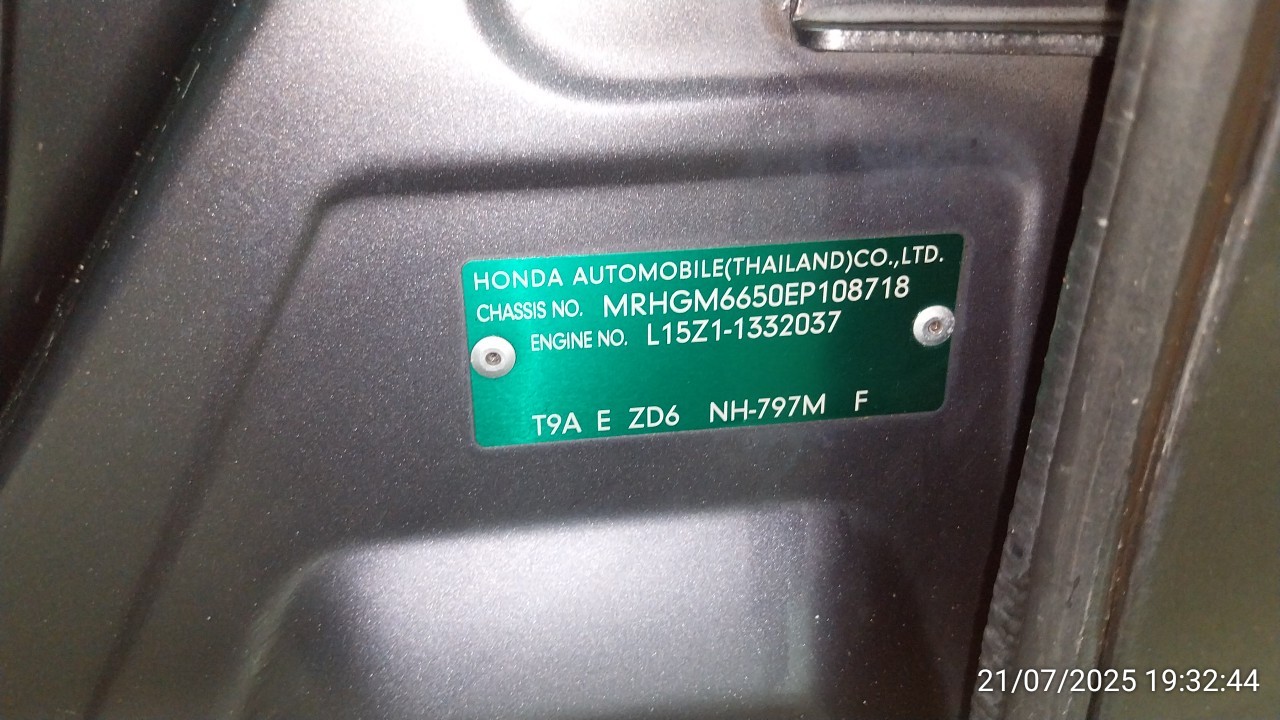 HONDA AUTOMOBILE(THAILAND)CO.,LTD.
CHASSIS NO. MRHGM6650EP108718
ENGINE NO. L15Z1-1332037
T9A E ZD6 NH-797M F
21/07/2025 19:32:44